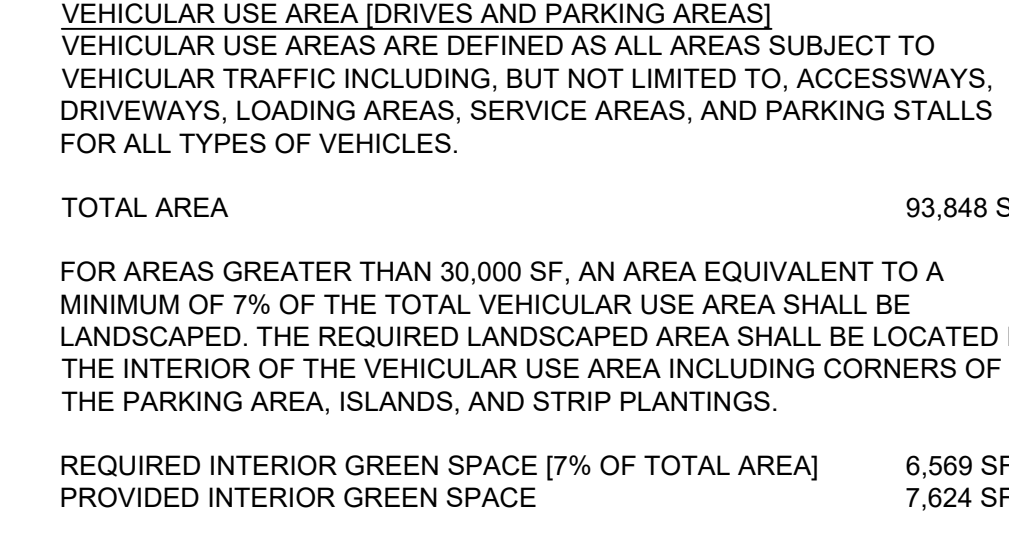 VEHICULAR USE AREA [DRIVES AND PARKING AREAS]
VEHICULAR USE AREAS ARE DEFINED AS ALL AREAS SUBJECT TO
VEHICULAR TRAFFIC INCLUDING, BUT NOT LIMITED TO, ACCESSWAYS,
DRIVEWAYS, LOADING AREAS, SERVICE AREAS, AND PARKING STALLS
FOR ALL TYPES OF VEHICLES.
TOTAL AREA 93,848 S
FOR AREAS GREATER THAN 30,000 SF, AN AREA EQUIVALENT TO A
MINIMUM OF 7% OF THE TOTAL VEHICULAR USE AREA SHALL BE
LANDSCAPED. THE REQUIRED LANDSCAPED AREA SHALL BE LOCATED
THE INTERIOR OF THE VEHICULAR USE AREA INCLUDING CORNERS OF
THE PARKING AREA, ISLANDS, AND STRIP PLANTINGS.
REQUIRED INTERIOR GREEN SPACE [7% OF TOTAL AREA] 6,569 SF
PROVIDED INTERIOR GREEN SPACE 7,624 SF